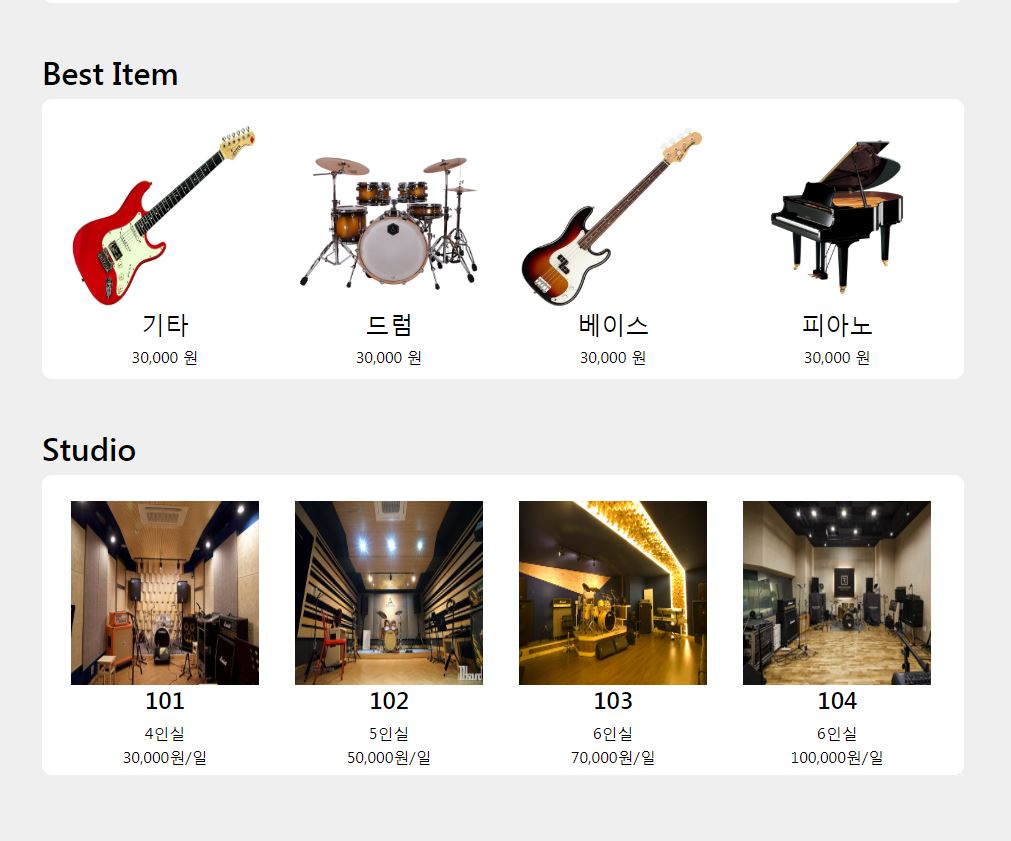 Best Item
기타
드럼
베이스
피아노
30,000 원
30,000 원
30,000 원
30,000 원
Studio
101
102
103
104
4인실
5인실
6인실
6인실
30,000원/일
50,000원/일
70,000원/일
100,000원/일